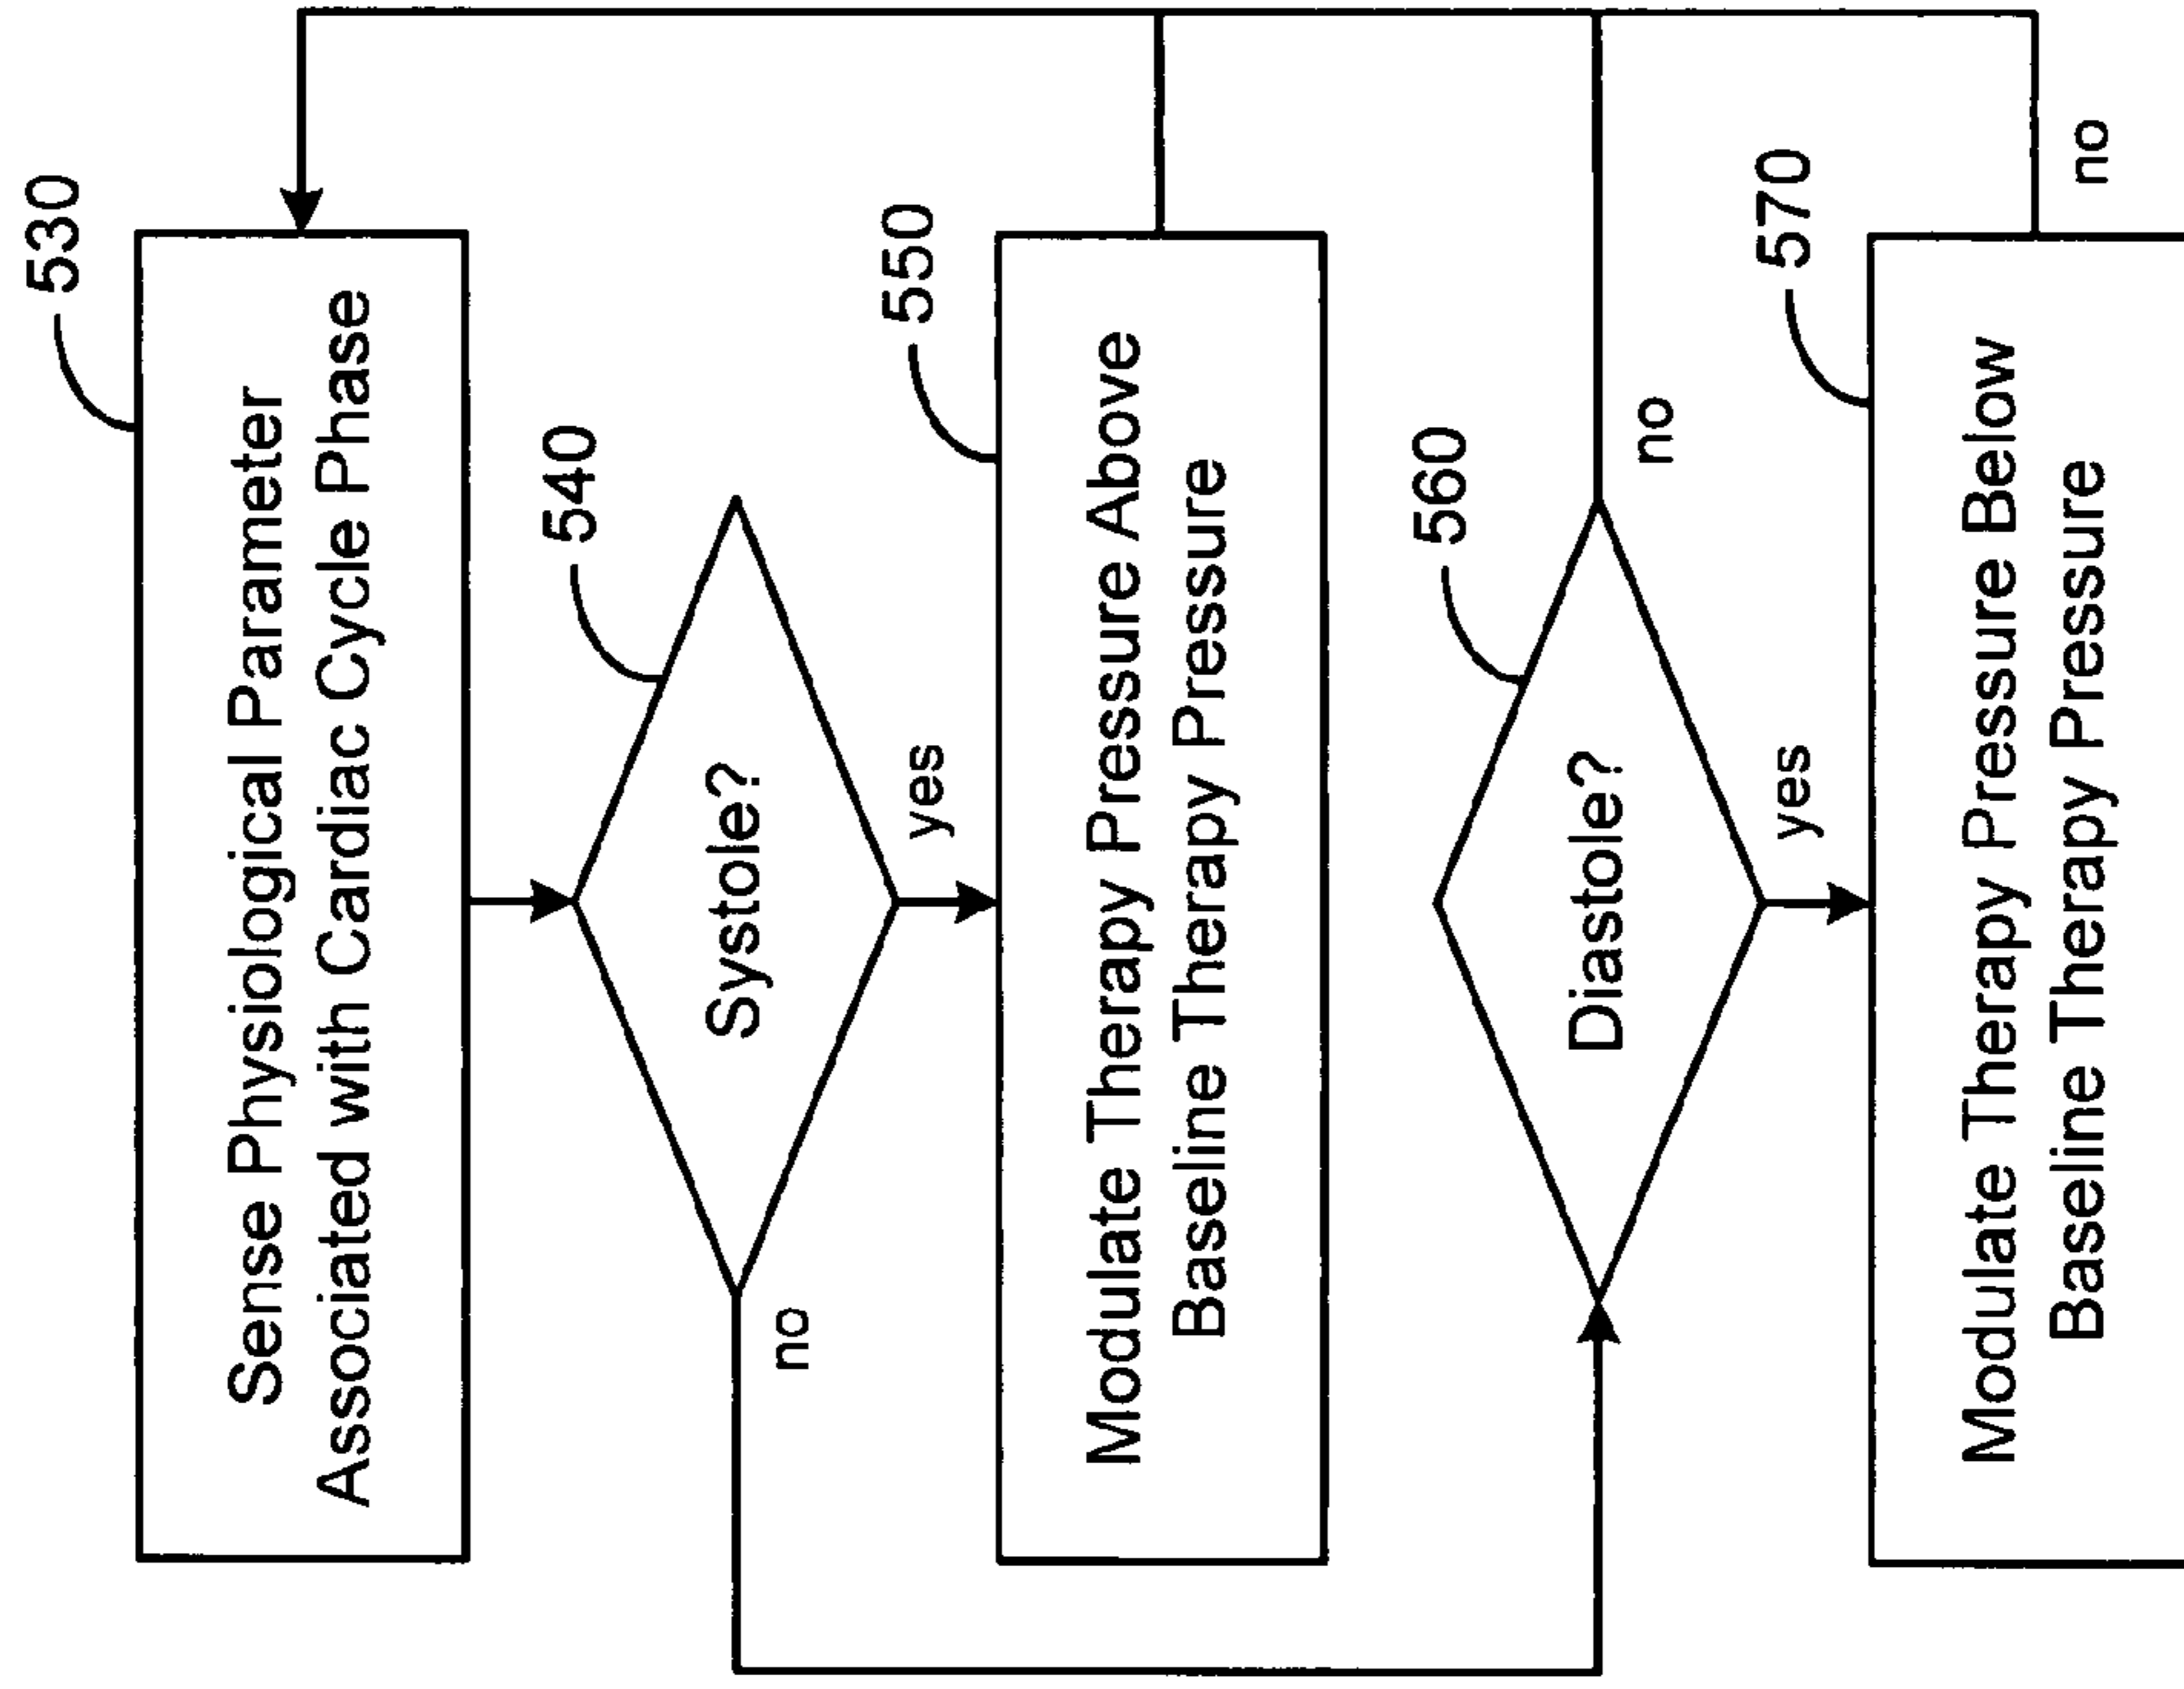 530
Sense Physiological Parameter
Associated with Cardiac Cycle Phase
540
Systole?
no
yes
550
Modulate Therapy Pressure Above
Baseline Therapy Pressure
560
Diastole?
no
yes
570
Modulate Therapy Pressure Below
Baseline Therapy Pressure
no